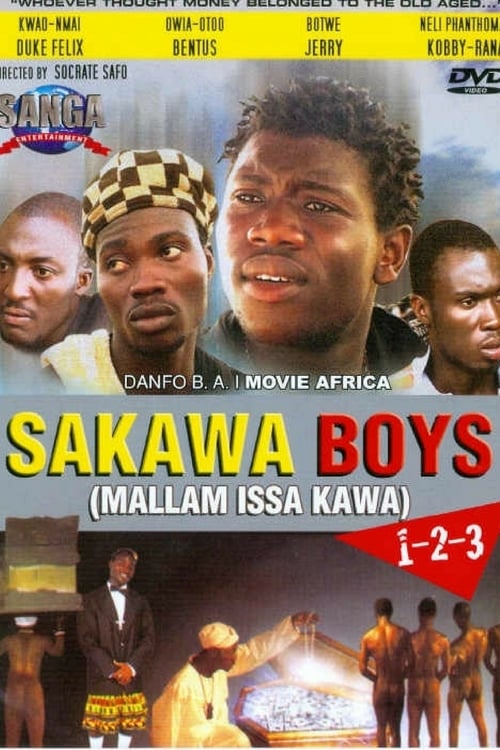 "WHOEVER THOUGHT MONEY BELONGED TO THE OLD AGED..."
KWAO-NMAI OWIA-OTOO BOTWE NELI PHANTHOM
DUKE FELIX BENTUS JERRY KOBBY-RANA
DIRECTED BY SOCRATE SAFO
DVD
VIDEO
SANGA
ENTERTAINMENT
DANFO B. A. I MOVIE AFRICA
SAKAWA BOYS
(MALLAM ISSA KAWA)
1-2-3